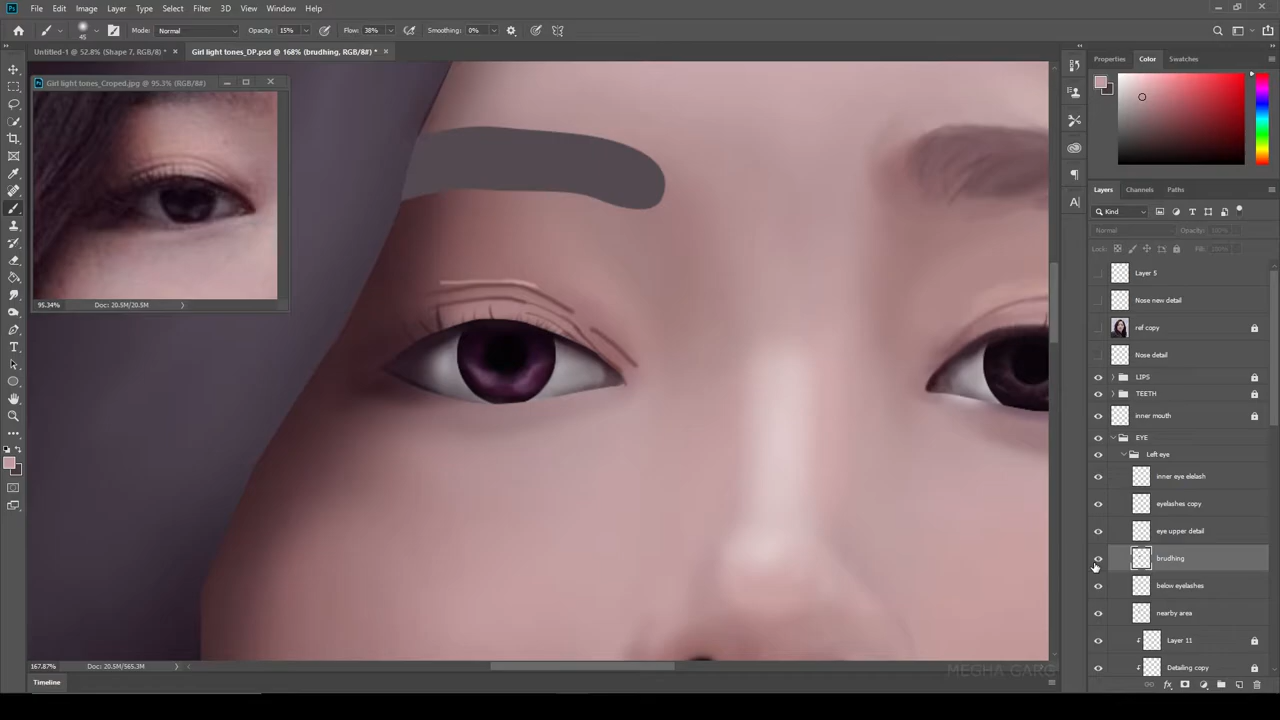 File Edit Image Layer Type Select Filter 3D View Window Help
45 Mode: Normal Opacity: 15% Flow: 38% Smoothing: 0%
Untitled-1 @ 52.8% (Shape 7, RGB/8) * × Girl light tones_DP.psd @ 168% (brudhing, RGB/8#) * ×
Girl light tones_Croped.jpg @ 95.3% (RGB/8#)
95.34% Doc: 20.5M/20.5M
Properties Color Swatches
Layers Channels Paths
Kind
Normal Opacity: 100%
Lock: Fill: 100%
Layer 5
Nose new detail
ref copy
Nose detail
LIPS
TEETH
inner mouth
EYE
Left eye
inner eye elelash
eyelashes copy
eye upper detail
brudhing
below eyelashes
nearby area
Layer 11
Detailing copy
167.87% Doc: 20.5M/565.3M
MEGHA GARG
Timeline